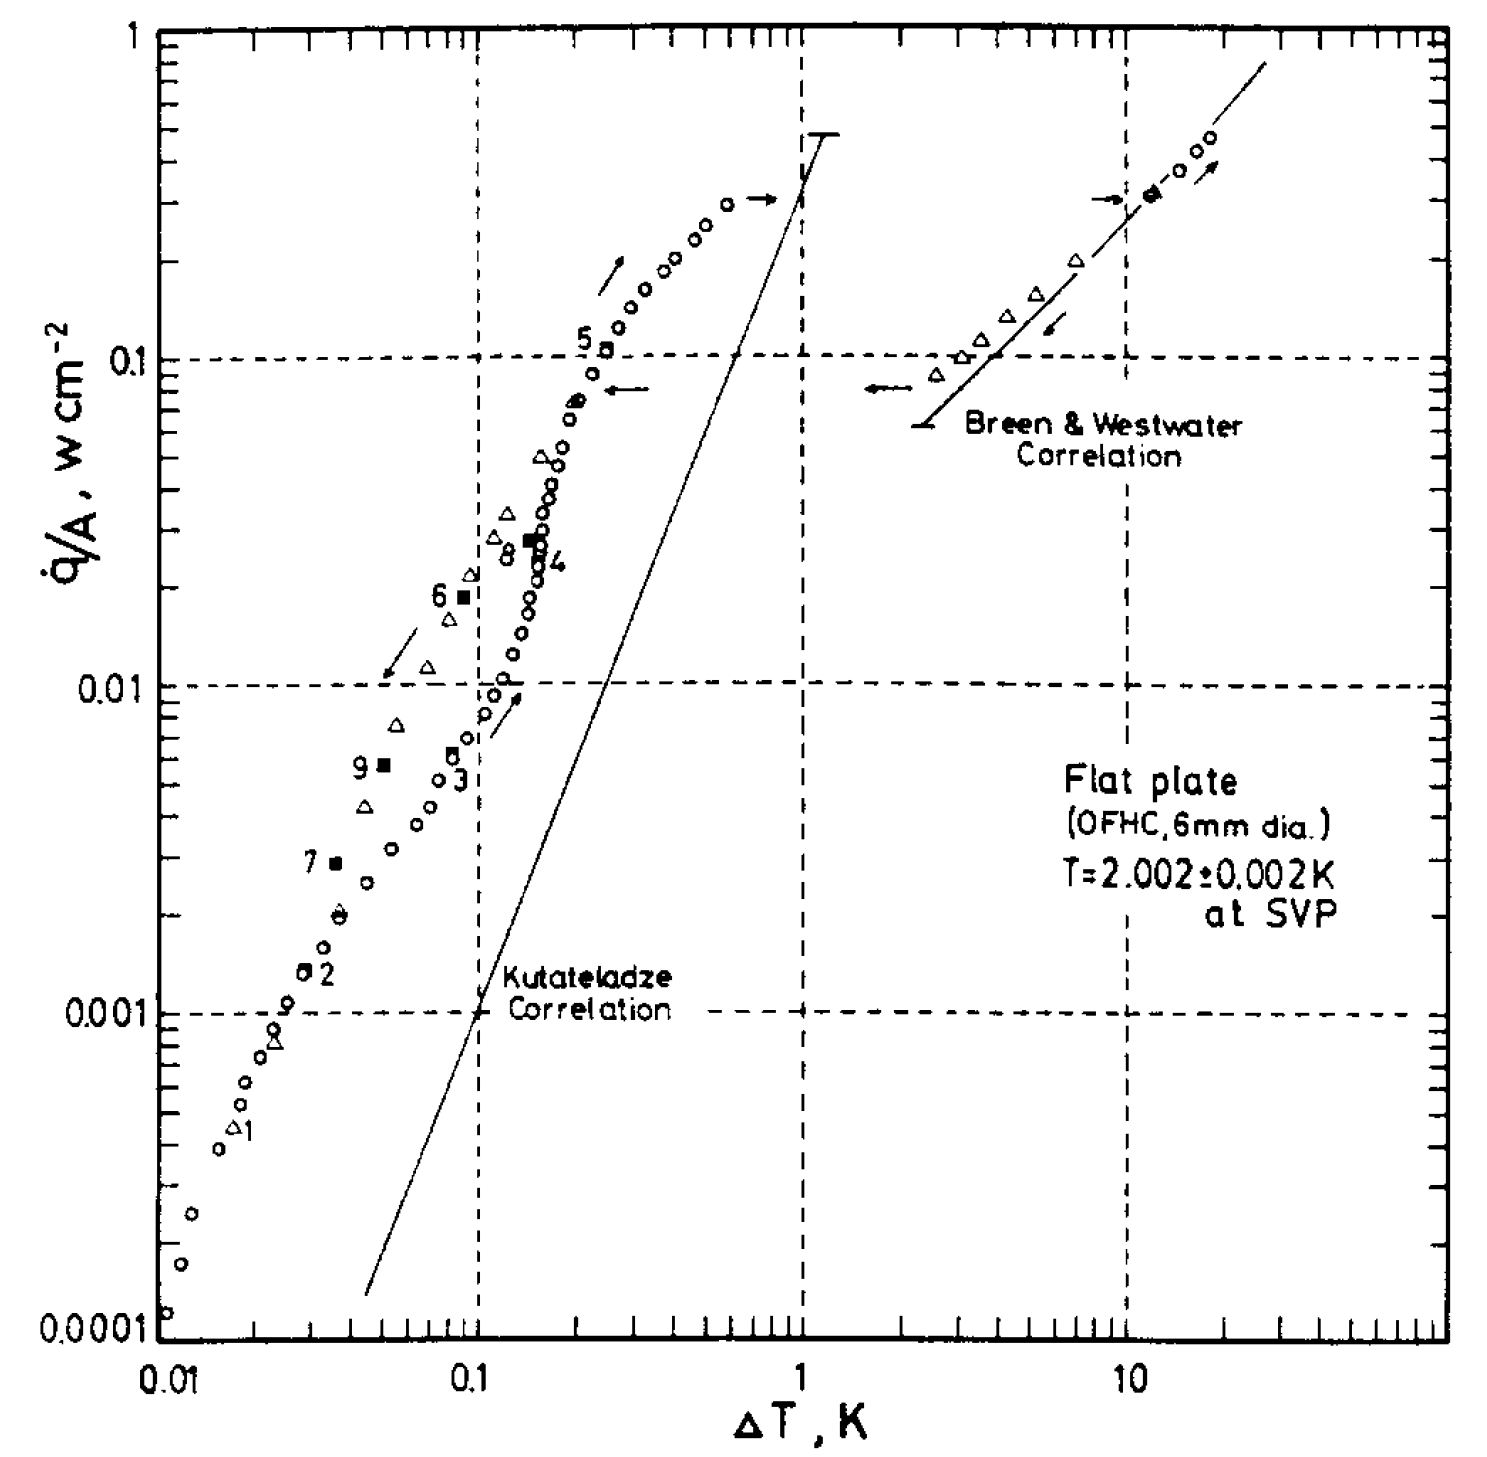 1
0.1
0.01
0.001
0.0001
q̇/A, w cm⁻²
5
4
6
3
9
7
2
1
Breen & Westwater
Correlation
Flat plate
(OFHC, 6mm dia.)
T=2.002±0.002K
at SVP
Kutateladze
Correlation
0.01
0.1
1
10
ΔT, K